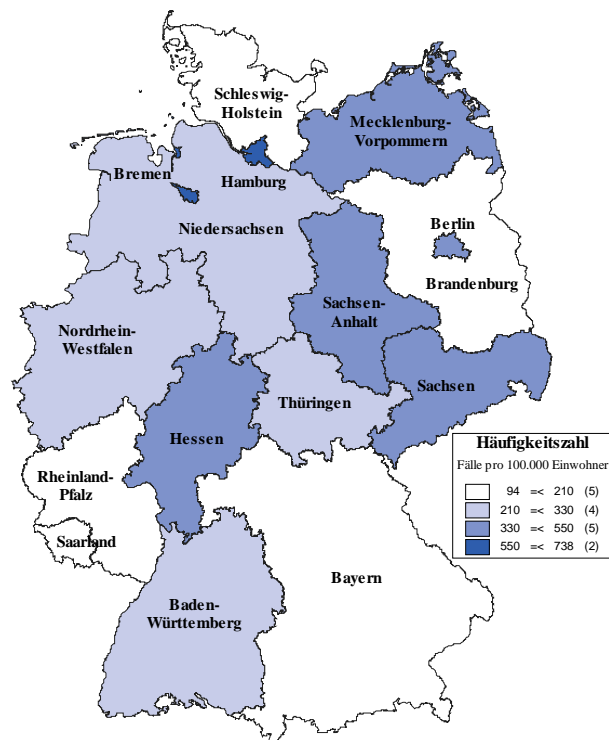 Schleswig-
Holstein
Mecklenburg-
Vorpommern
Bremen
Hamburg
Niedersachsen
Berlin
Brandenburg
Sachsen-
Anhalt
Nordrhein-
Westfalen
Sachsen
Thüringen
Hessen
Rheinland-
Pfalz
Saarland
Bayern
Baden-
Württemberg
Häufigkeitszahl
Fälle pro 100.000 Einwohner
94 =< 210 (5)
210 =< 330 (4)
330 =< 550 (5)
550 =< 738 (2)